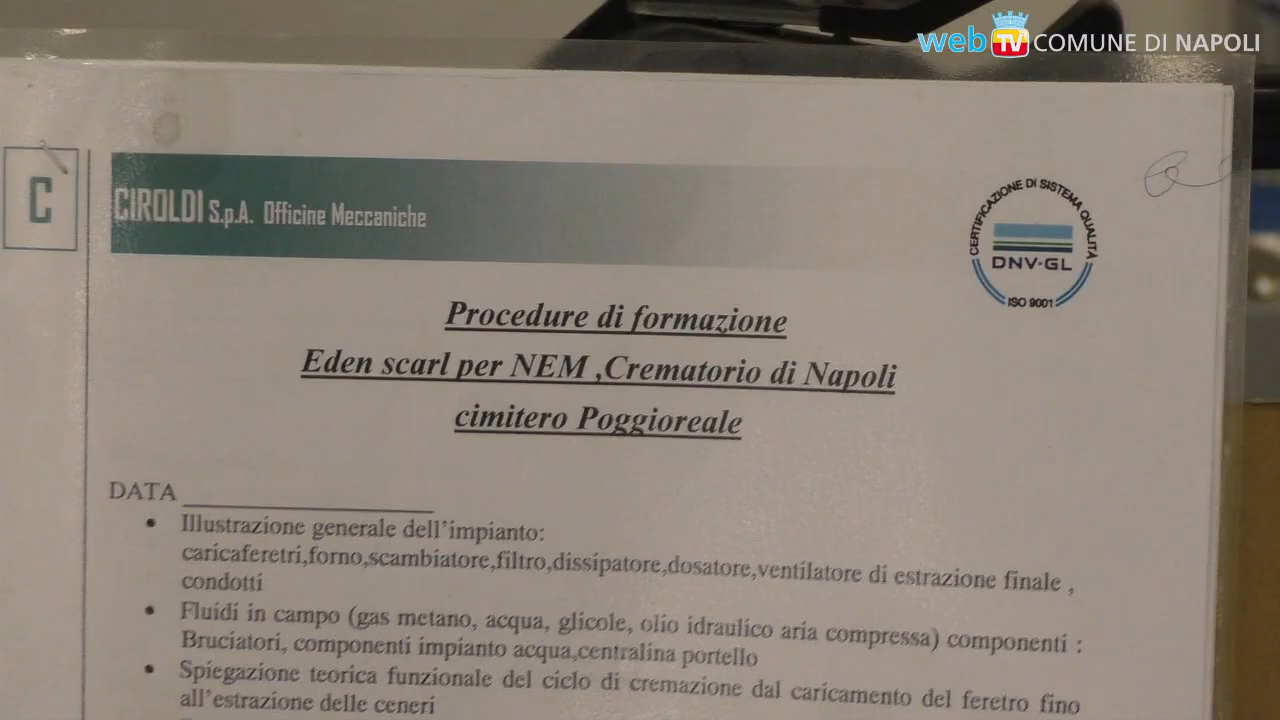 web TV COMUNE DI NAPOLI
C
CIROLDI S.p.A. Officine Meccaniche
CERTIFICAZIONE DI SISTEMA QUALITÀ
DNV·GL
ISO 9001
Procedure di formazione
Eden scarl per NEM ,Crematorio di Napoli
cimitero Poggioreale
DATA
• Illustrazione generale dell'impianto:
caricaferetri,forno,scambiatore,filtro,dissipatore,dosatore,ventilatore di estrazione finale ,
condotti
• Fluidi in campo (gas metano, acqua, glicole, olio idraulico aria compressa) componenti :
Bruciatori, componenti impianto acqua,centralina portello
• Spiegazione teorica funzionale del ciclo di cremazione dal caricamento del feretro fino
all'estrazione delle ceneri